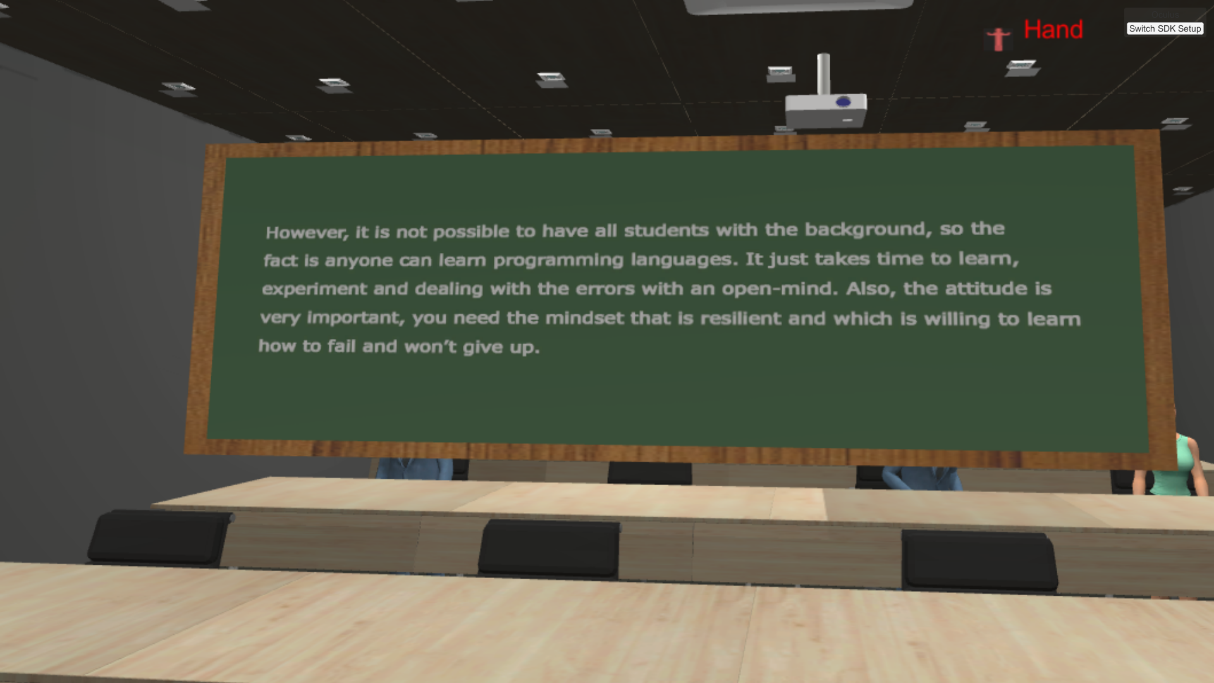 Hand
Switch SDK Setup
However, it is not possible to have all students with the background, so the
fact is anyone can learn programming languages. It just takes time to learn,
experiment and dealing with the errors with an open-mind. Also, the attitude is
very important, you need the mindset that is resilient and which is willing to learn
how to fail and won't give up.